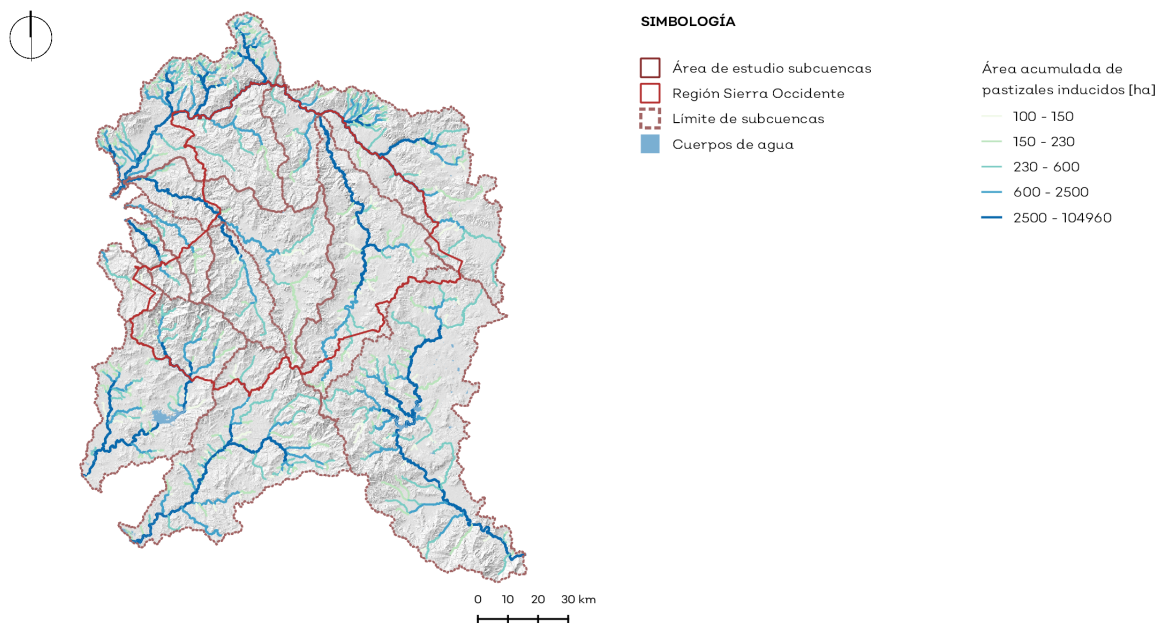 SIMBOLOGÍA
Área de estudio subcuencas
Región Sierra Occidente
Límite de subcuencas
Cuerpos de agua
Área acumulada de
pastizales inducidos [ha]
100 - 150
150 - 230
230 - 600
600 - 2500
2500 - 104960
0 10 20 30 km